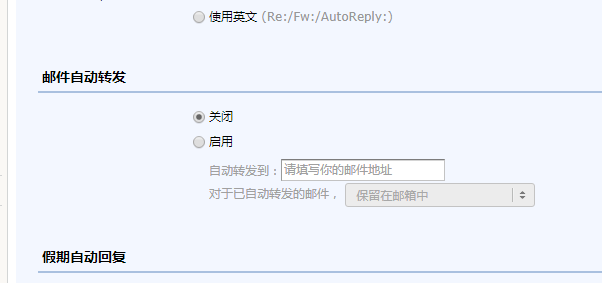 使用英文 (Re:/Fw:/AutoReply:)
邮件自动转发
关闭
启用
自动转发到：请填写你的邮件地址
对于已自动转发的邮件， 保留在邮箱中
假期自动回复